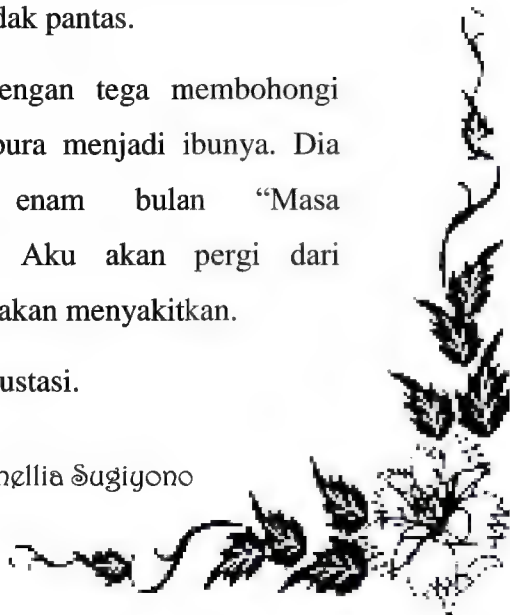 dak pantas.
engan tega membohongi
pura menjadi ibunya. Dia
enam bulan “Masa
Aku akan pergi dari
akan menyakitkan.
ustasi.
nellia Sugiyono